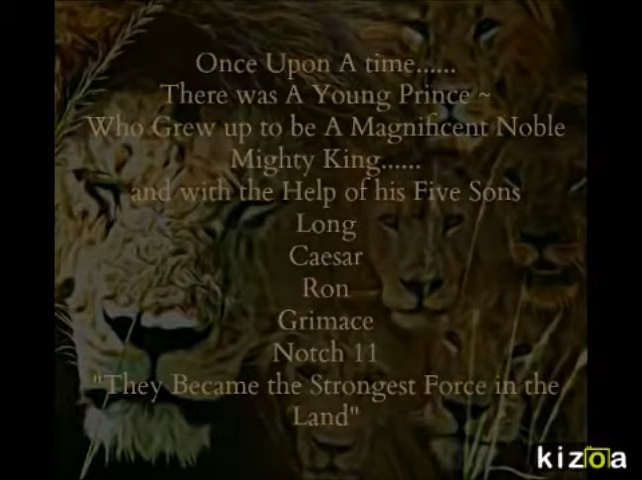 Once Upon A time......
There was A Young Prince ~
Who Grew up to be A Magnificent Noble
Mighty King......
and with the Help of his Five Sons
Long
Caesar
Ron
Grimace
Notch 11
"They Became the Strongest Force in the
Land"
kizoa